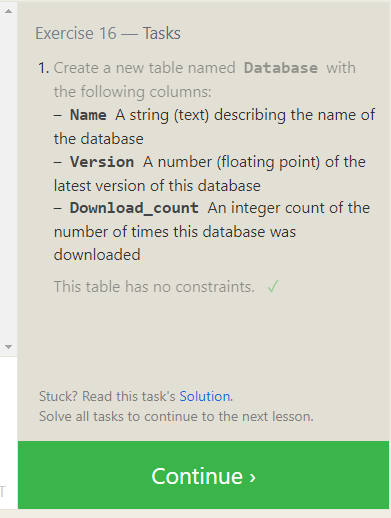 Exercise 16 — Tasks
1. Create a new table named Database with
the following columns:
– Name A string (text) describing the name of
the database
– Version A number (floating point) of the
latest version of this database
– Download_count An integer count of the
number of times this database was
downloaded
This table has no constraints. ✓
Stuck? Read this task's Solution.
Solve all tasks to continue to the next lesson.
T
Continue ›